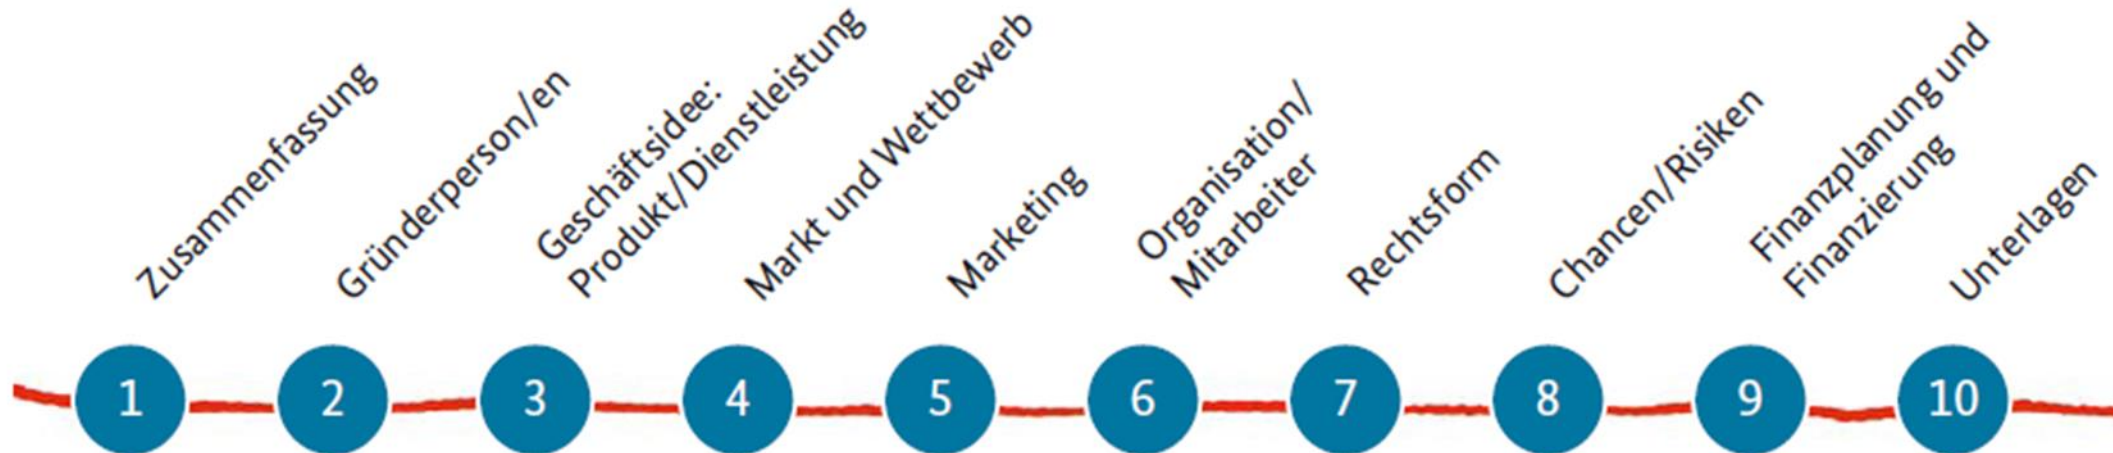 Zusammenfassung
Gründerperson/en
Geschäftsidee:
Produkt/Dienstleistung
Markt und Wettbewerb
Marketing
Organisation/
Mitarbeiter
Rechtsform
Chancen/Risiken
Finanzplanung und
Finanzierung
Unterlagen
1
2
3
4
5
6
7
8
9
10